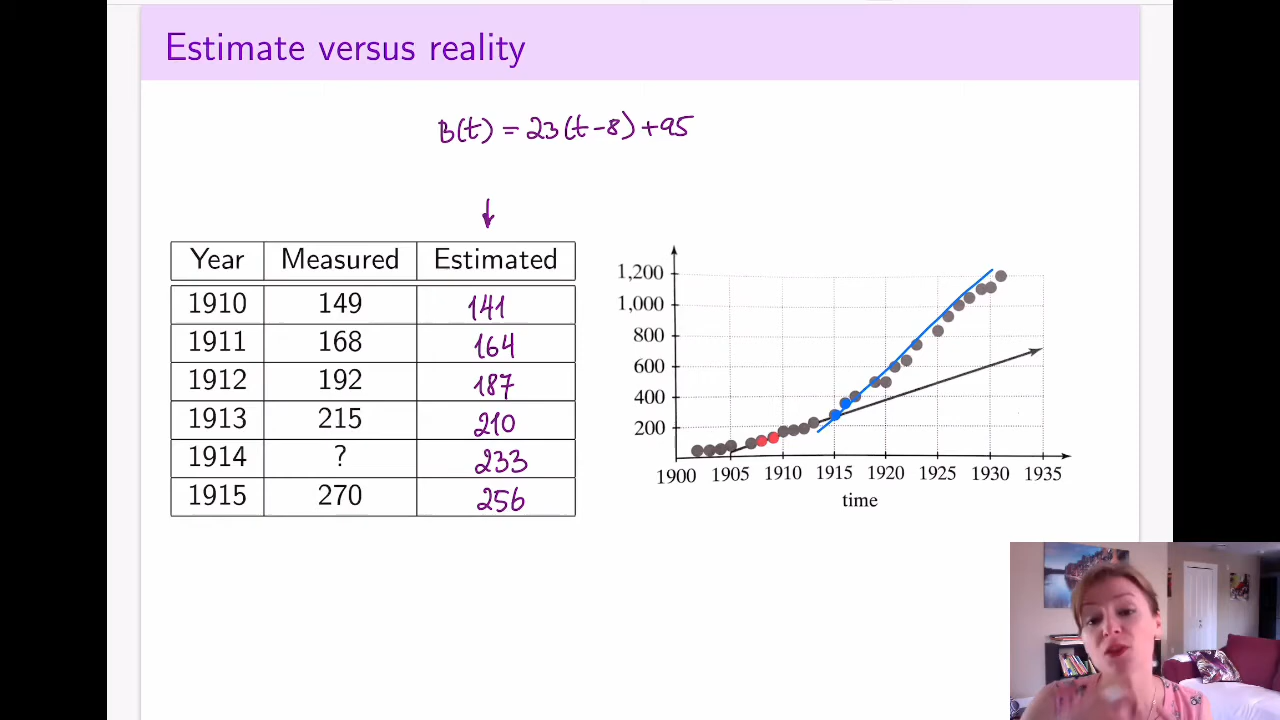 Estimate versus reality
B(t) = 23(t-8)+95
Year Measured Estimated
1910 149 141
1911 168 164
1912 192 187
1913 215 210
1914 ? 233
1915 270 256
1,200
1,000
800
600
400
200
1900 1905 1910 1915 1920 1925 1930 1935
time